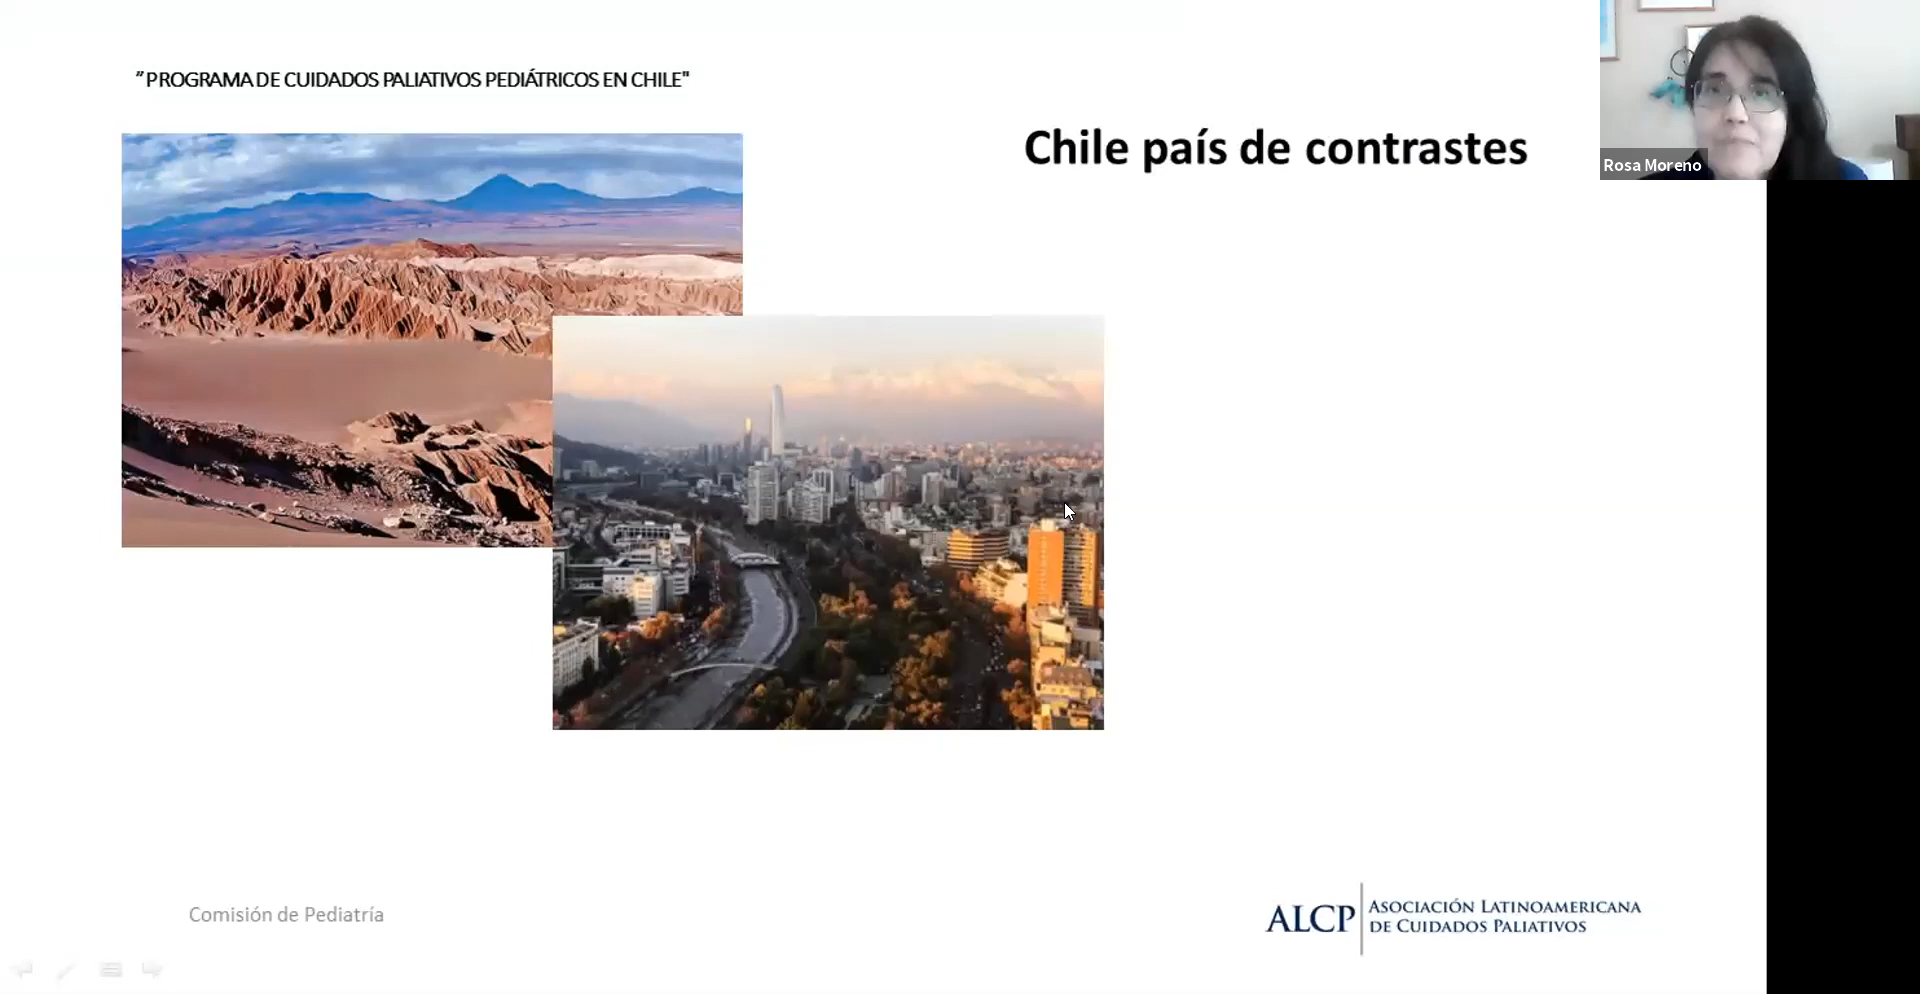 ”PROGRAMA DE CUIDADOS PALIATIVOS PEDIÁTRICOS EN CHILE"
Chile país de contrastes
Rosa Moreno
Comisión de Pediatría
ALCP
ASOCIACIÓN LATINOAMERICANA
DE CUIDADOS PALIATIVOS